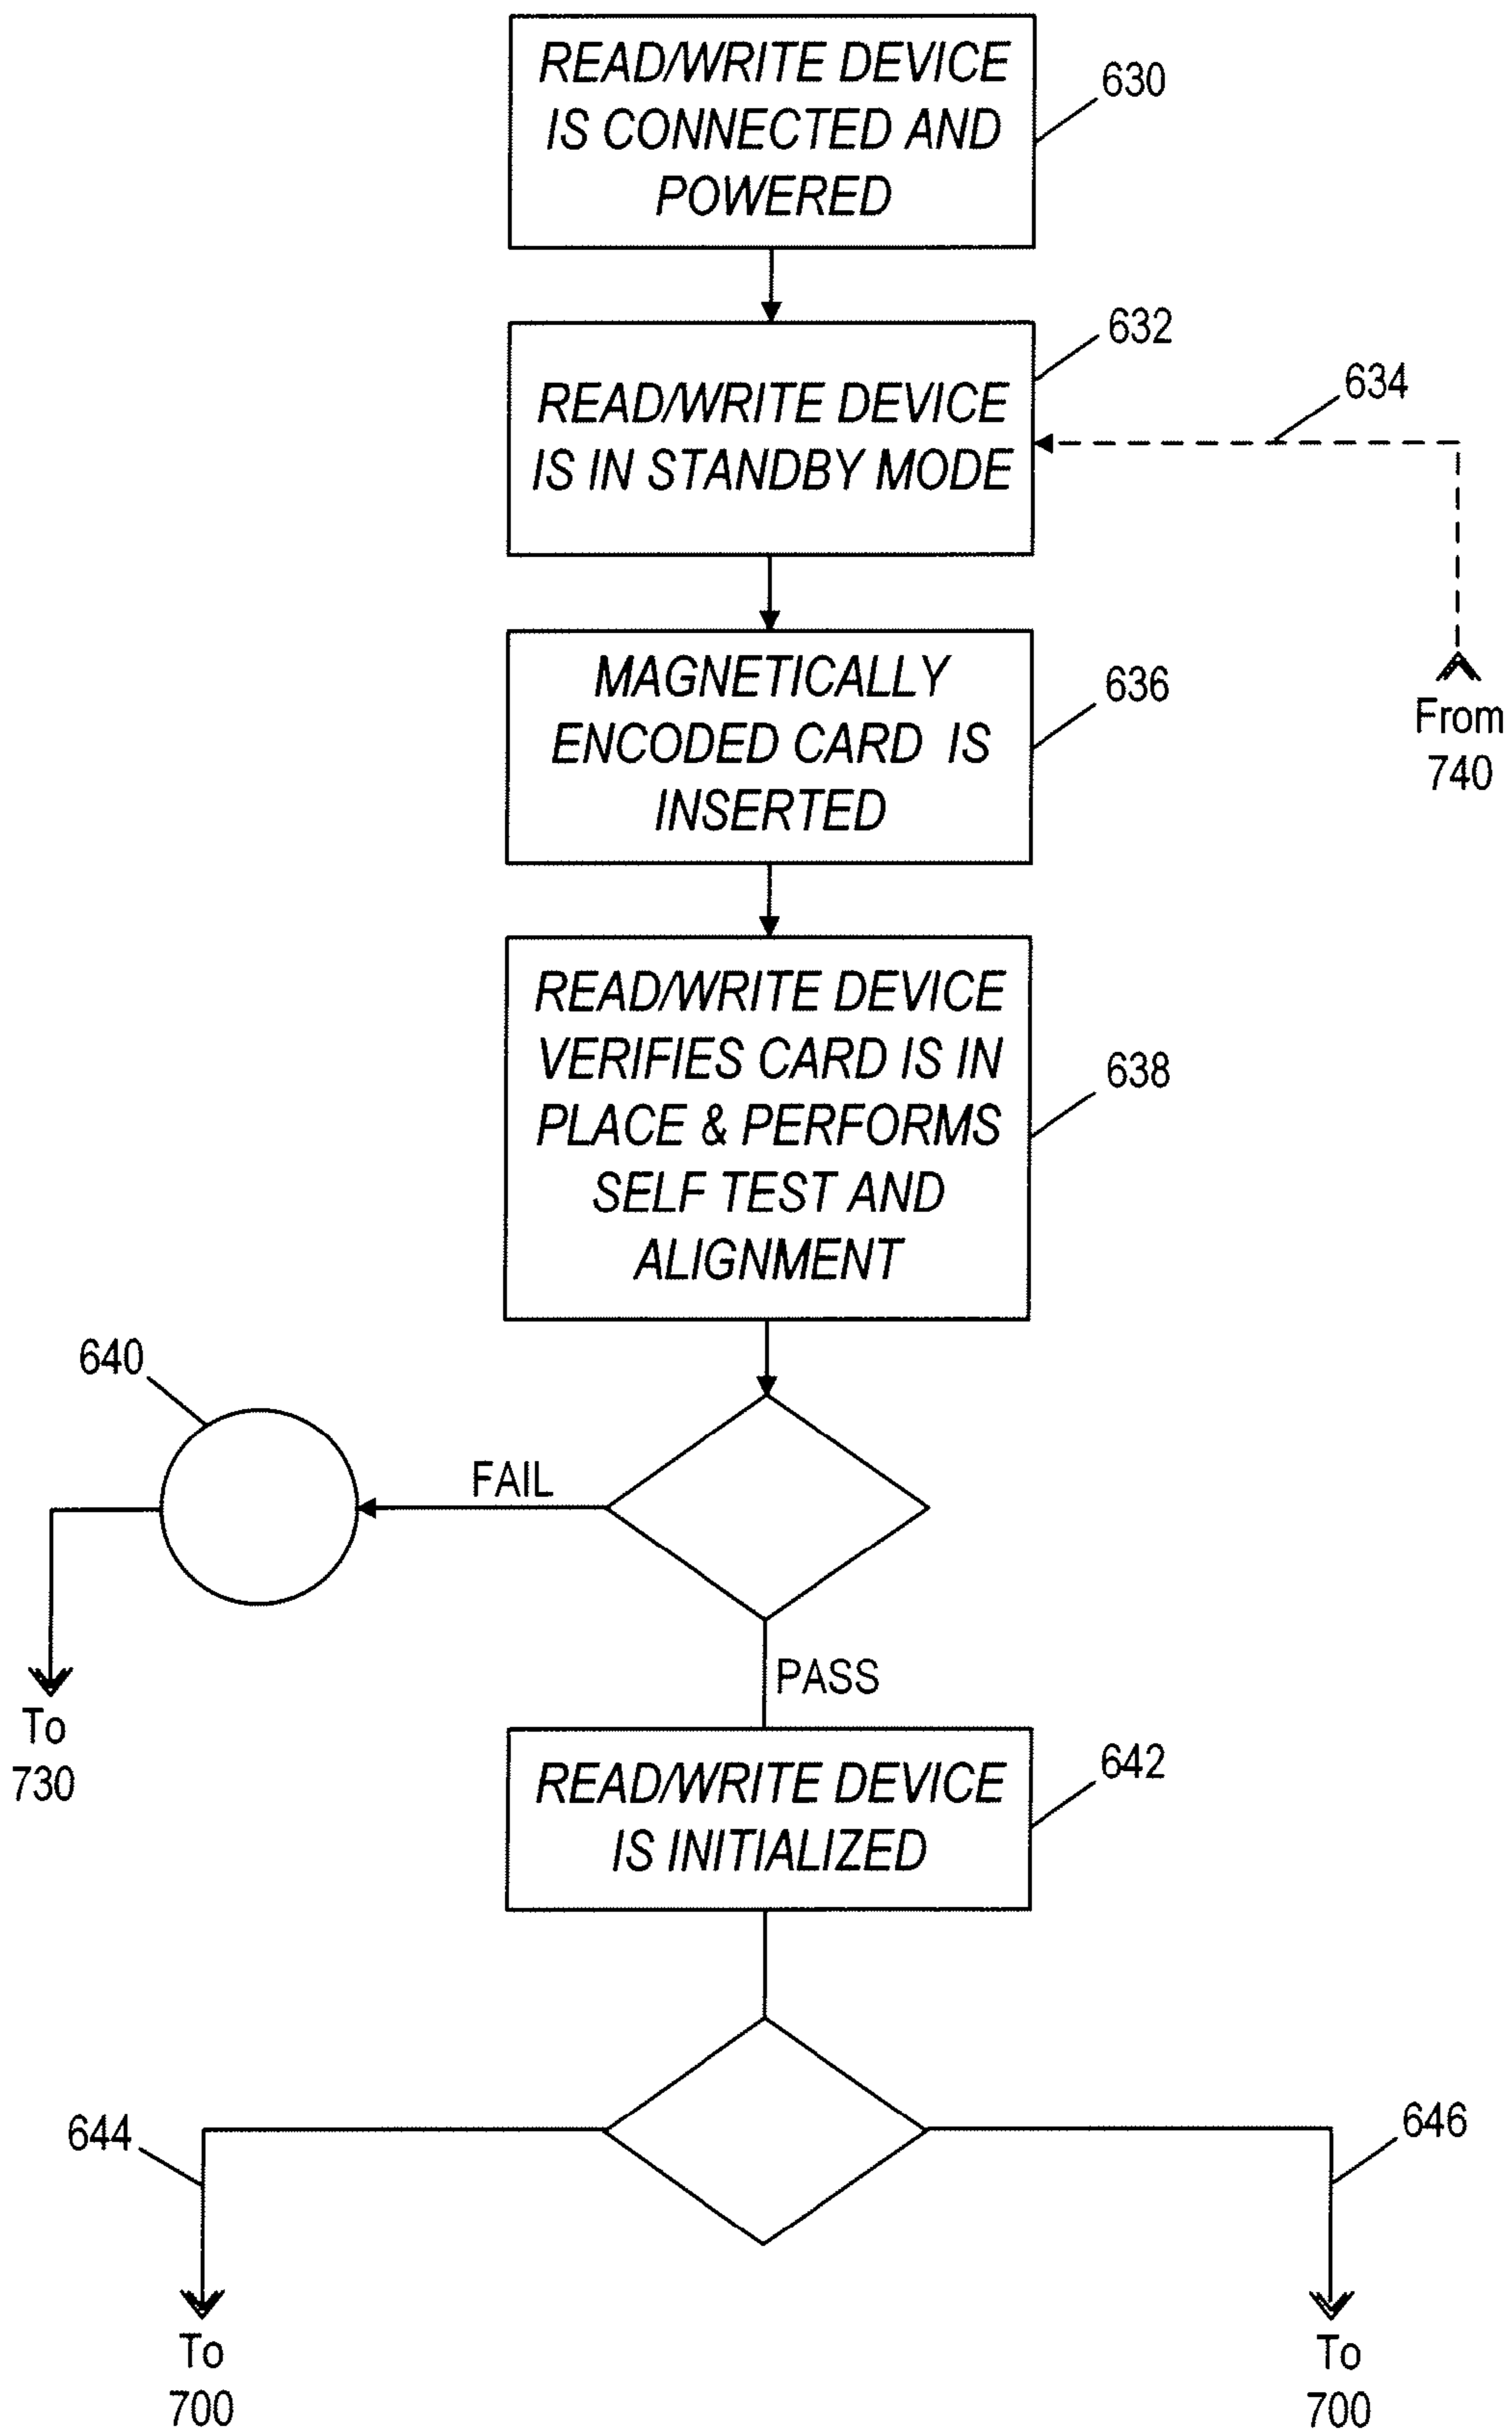 READ/WRITE DEVICE
IS CONNECTED AND
POWERED
630
632
READ/WRITE DEVICE
IS IN STANDBY MODE
634
MAGNETICALLY
ENCODED CARD IS
INSERTED
636
From
740
READ/WRITE DEVICE
VERIFIES CARD IS IN
PLACE & PERFORMS
SELF TEST AND
ALIGNMENT
638
640
FAIL
To
730
PASS
READ/WRITE DEVICE
IS INITIALIZED
642
644
646
To
700
To
700